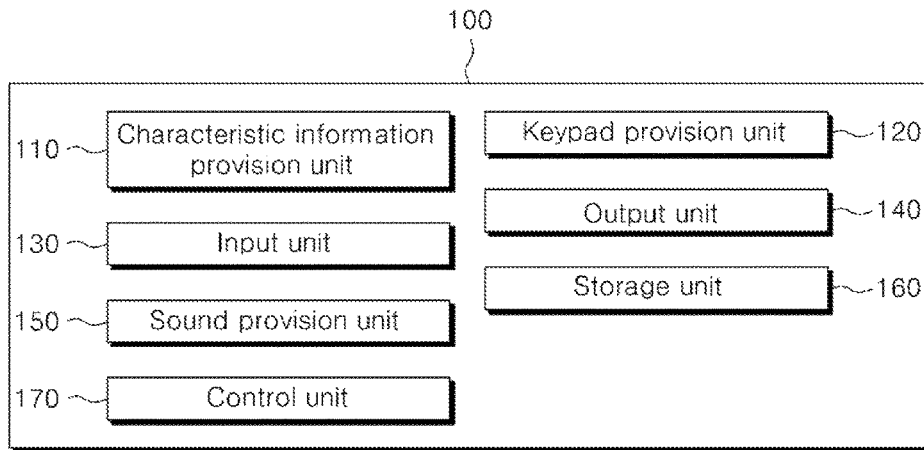 100
110
Characteristic information
provision unit
Keypad provision unit
120
130
Input unit
Output unit
140
150
Sound provision unit
Storage unit
160
170
Control unit